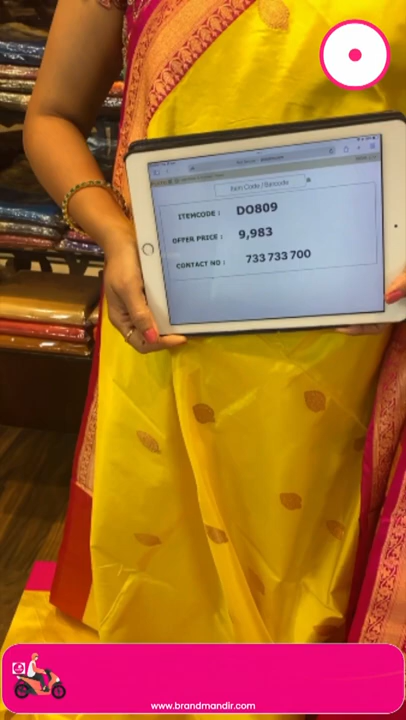 Item Code / Barcode
ITEMCODE : DO809
OFFER PRICE : 9,983
CONTACT NO : 733 733 700
www.brandmandir.com